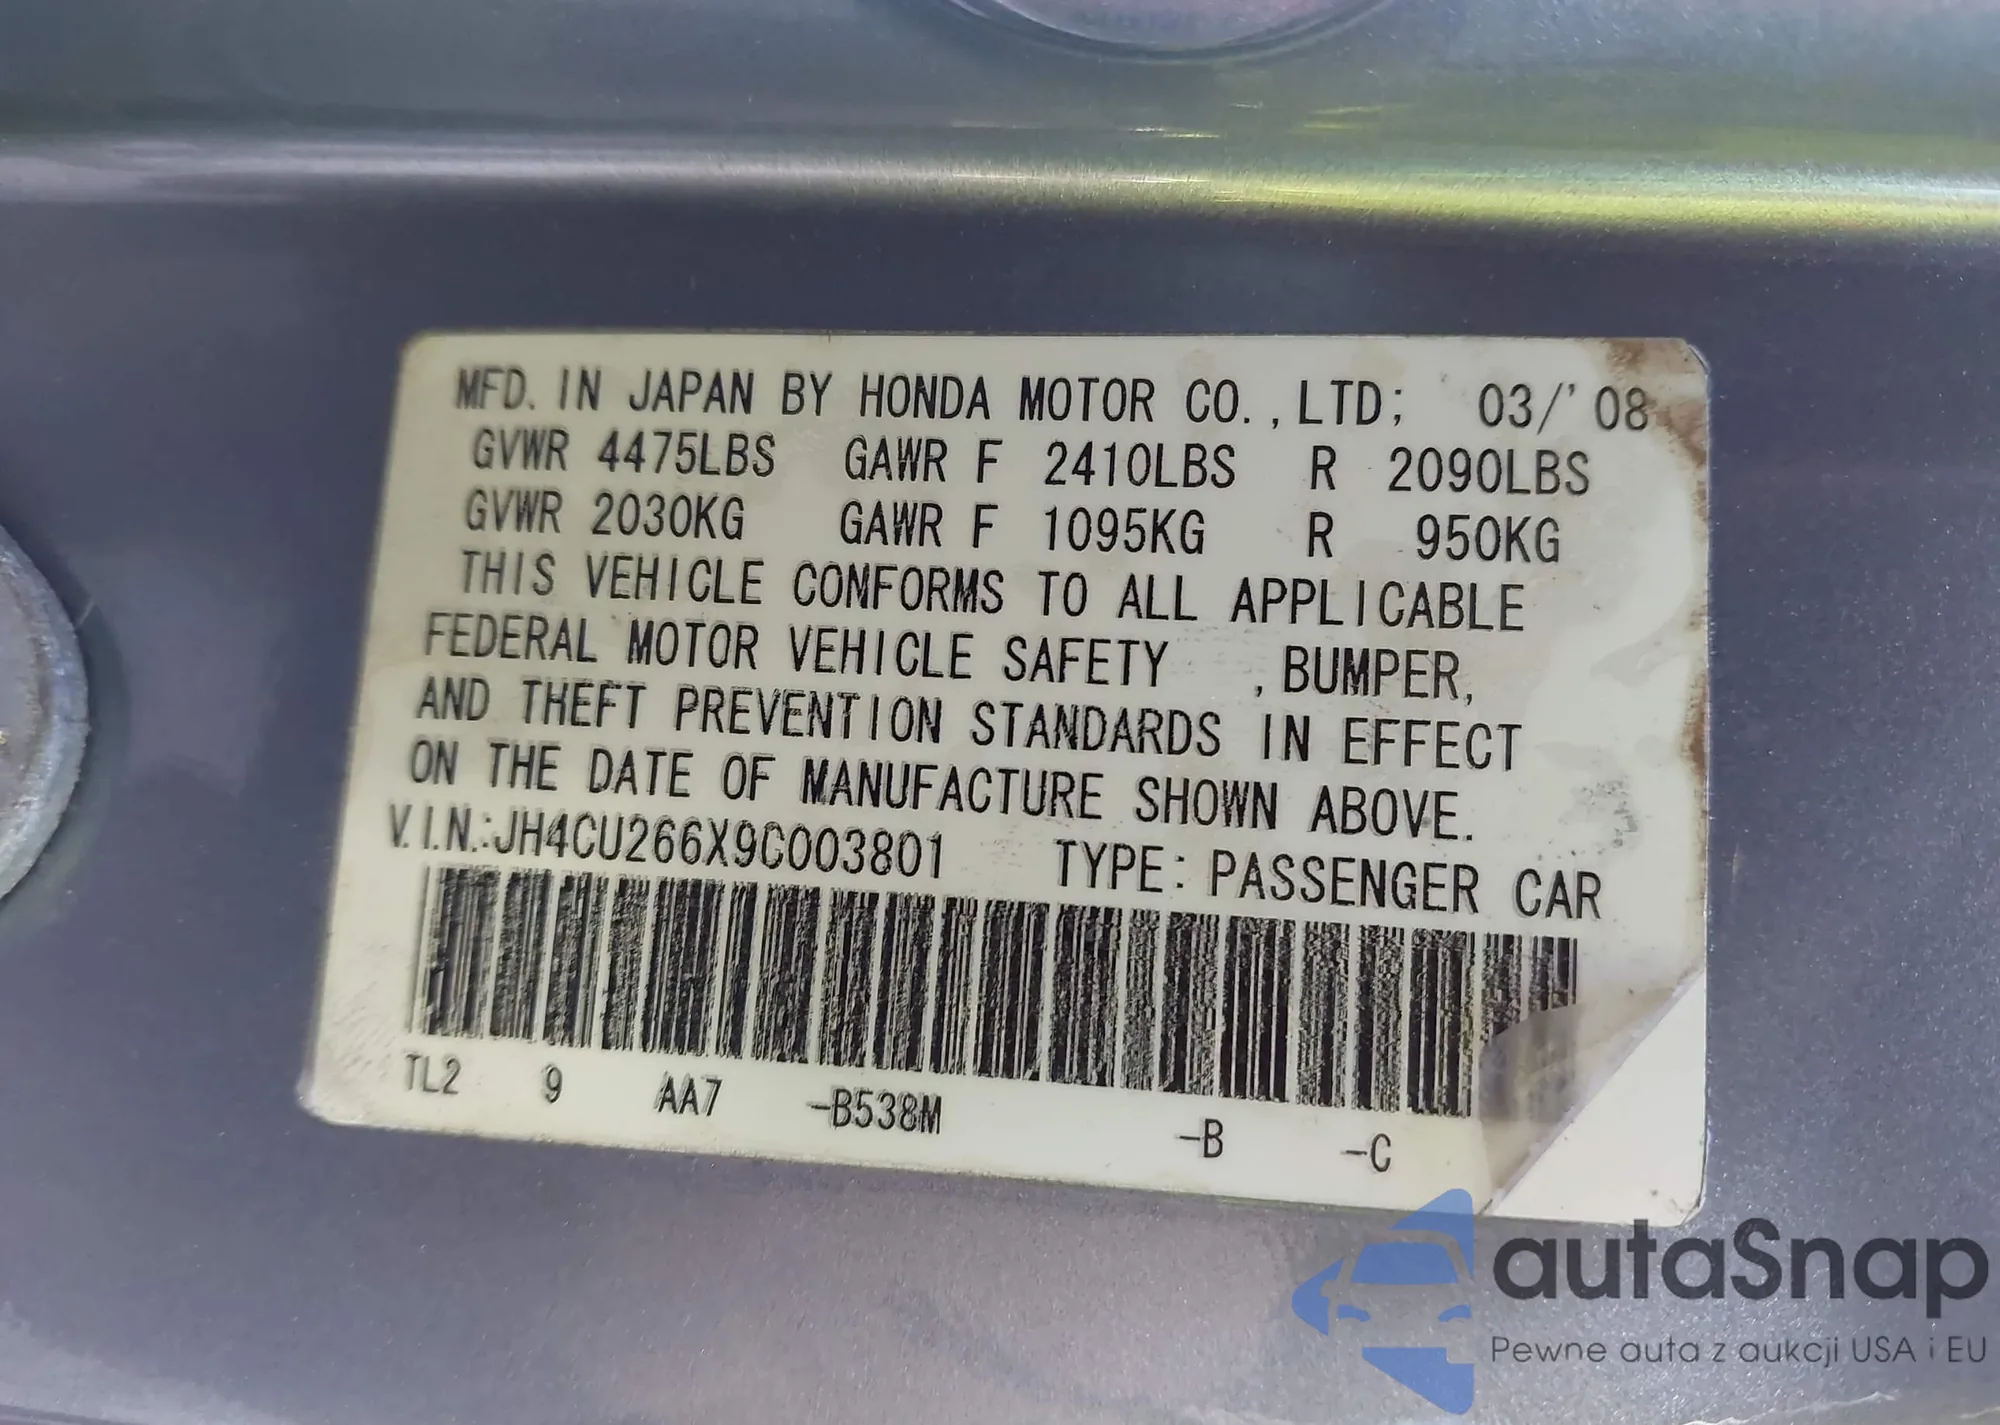 MFD. IN JAPAN BY HONDA MOTOR CO., LTD; 03/'08
GVWR 4475LBS GAWR F 2410LBS R 2090LBS
GVWR 2030KG GAWR F 1095KG R 950KG
THIS VEHICLE CONFORMS TO ALL APPLICABLE
FEDERAL MOTOR VEHICLE SAFETY , BUMPER,
AND THEFT PREVENTION STANDARDS IN EFFECT
ON THE DATE OF MANUFACTURE SHOWN ABOVE.
V.I.N.:JH4CU266X9C003801 TYPE: PASSENGER CAR
TL2 9 AA7 -B538M -B -C
autaSnap
Pewne auta z aukcji USA i EU